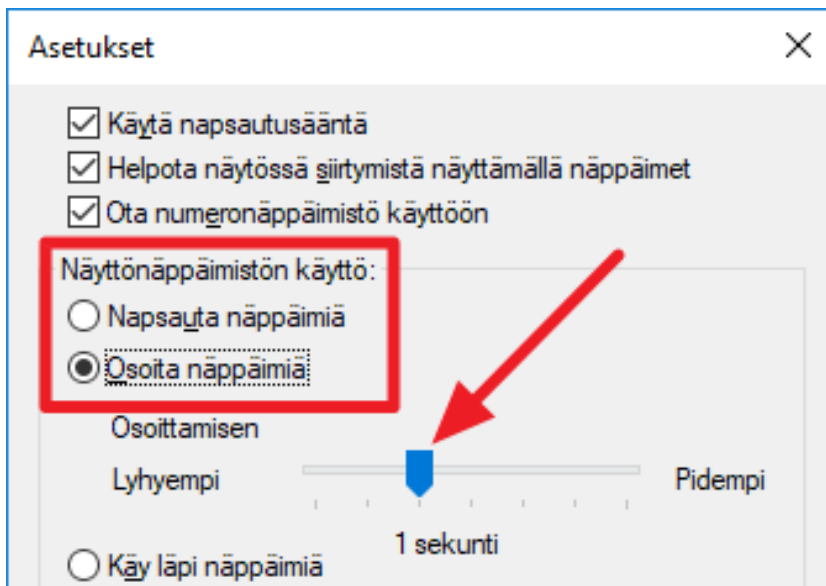 Asetukset
Käytä napsautusääntä
Helpota näytössä siirtymistä näyttämällä näppäimet
Ota numeronäppäimistö käyttöön
Näyttönäppäimistön käyttö:
Napsauta näppäimiä
Osoita näppäimiä
Osoittamisen
Lyhyempi
Pidempi
1 sekunti
Käy läpi näppäimiä